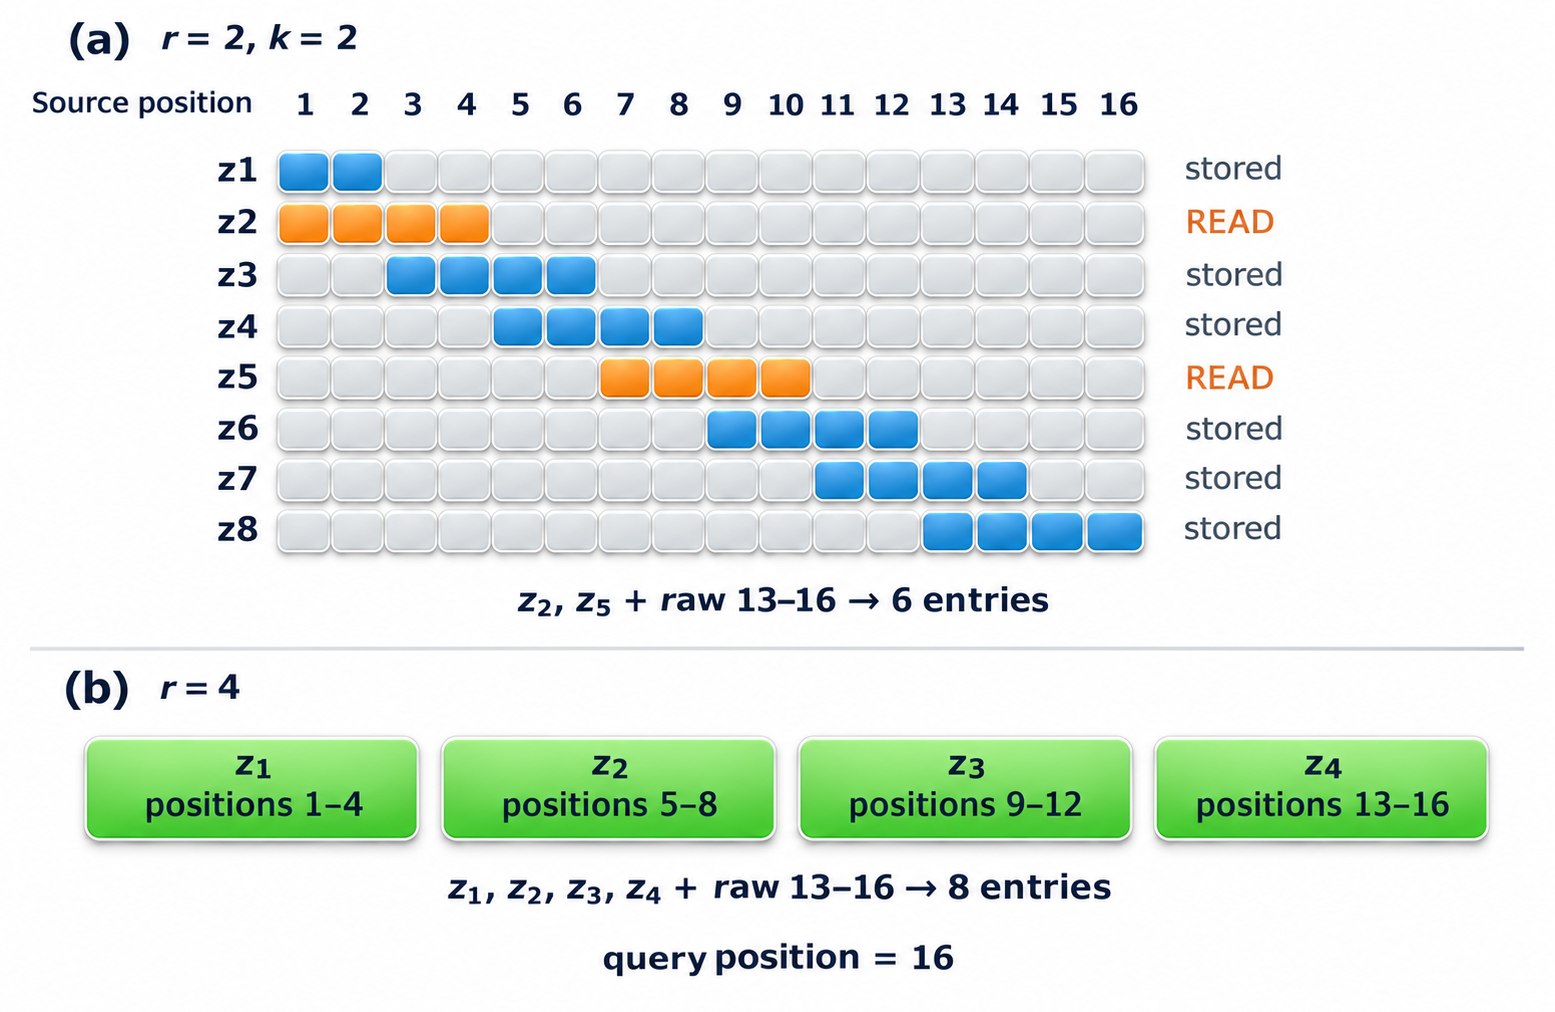 (a) r = 2, k = 2
Source position 1 2 3 4 5 6 7 8 9 10 11 12 13 14 15 16
z1 stored
z2 READ
z3 stored
z4 stored
z5 READ
z6 stored
z7 stored
z8 stored
z₂, z₅ + raw 13–16 → 6 entries
(b) r = 4
z₁
positions 1–4
z₂
positions 5–8
z₃
positions 9–12
z₄
positions 13–16
z₁, z₂, z₃, z₄ + raw 13–16 → 8 entries
query position = 16